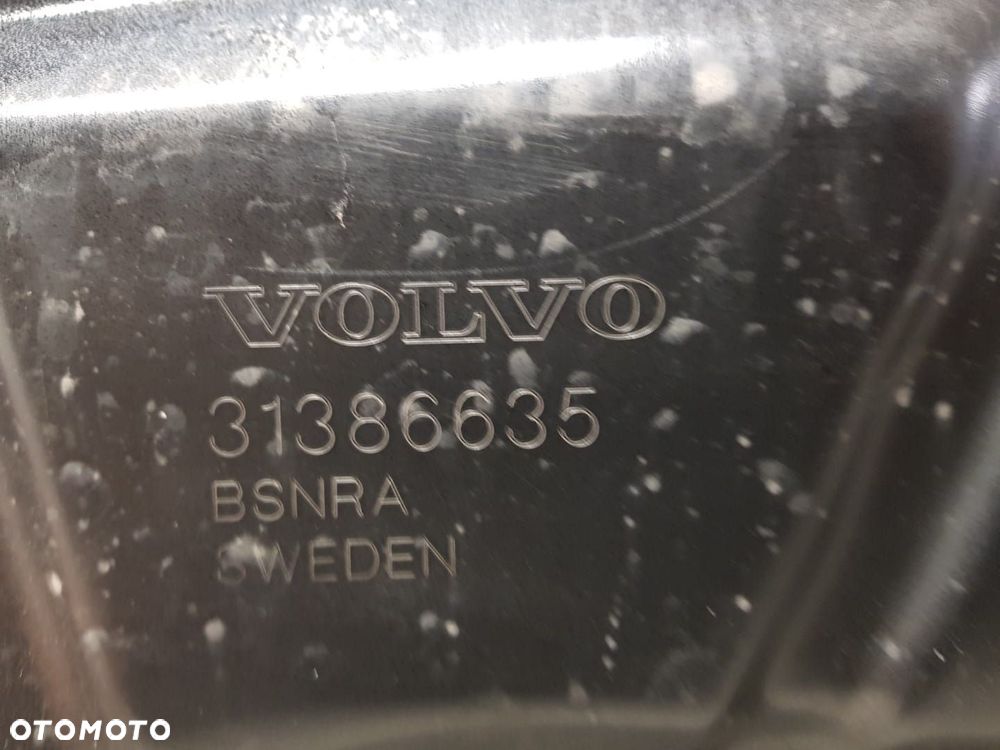 VOLVO
31386635
BSNRA
SWEDEN
OTOMOTO